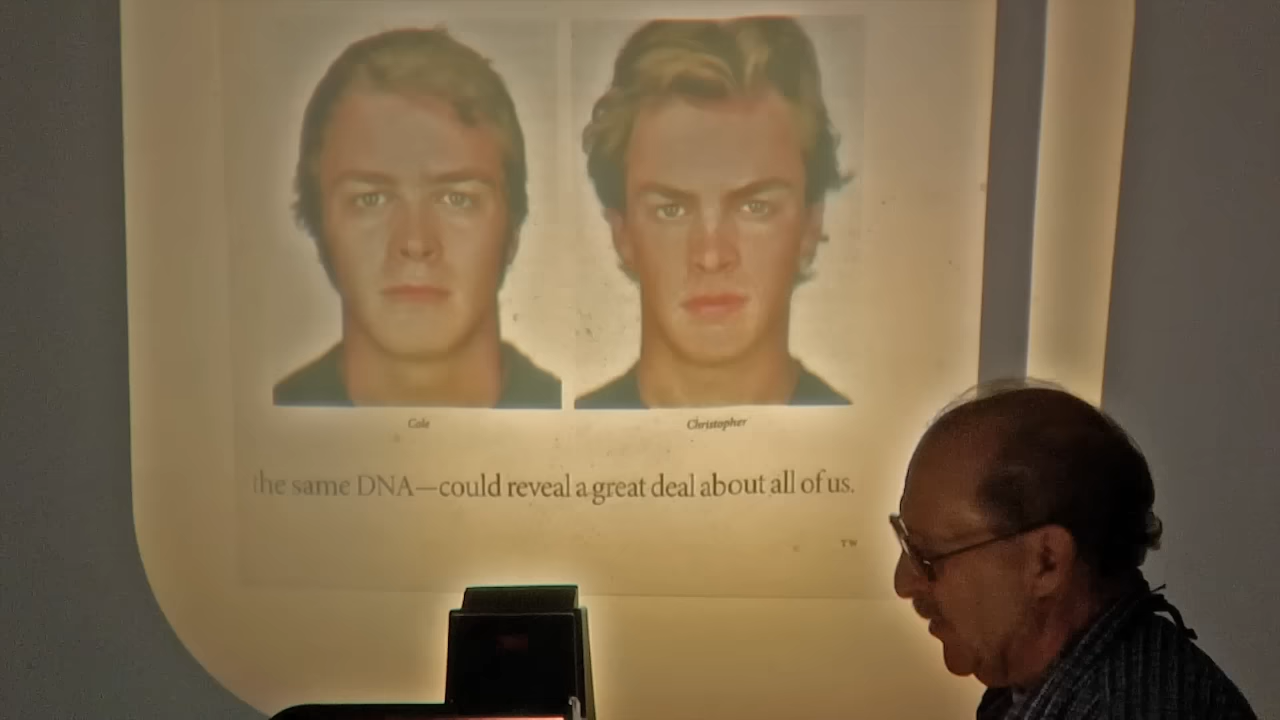 Cole
Christopher
the same DNA—could reveal a great deal about all of us.
TW